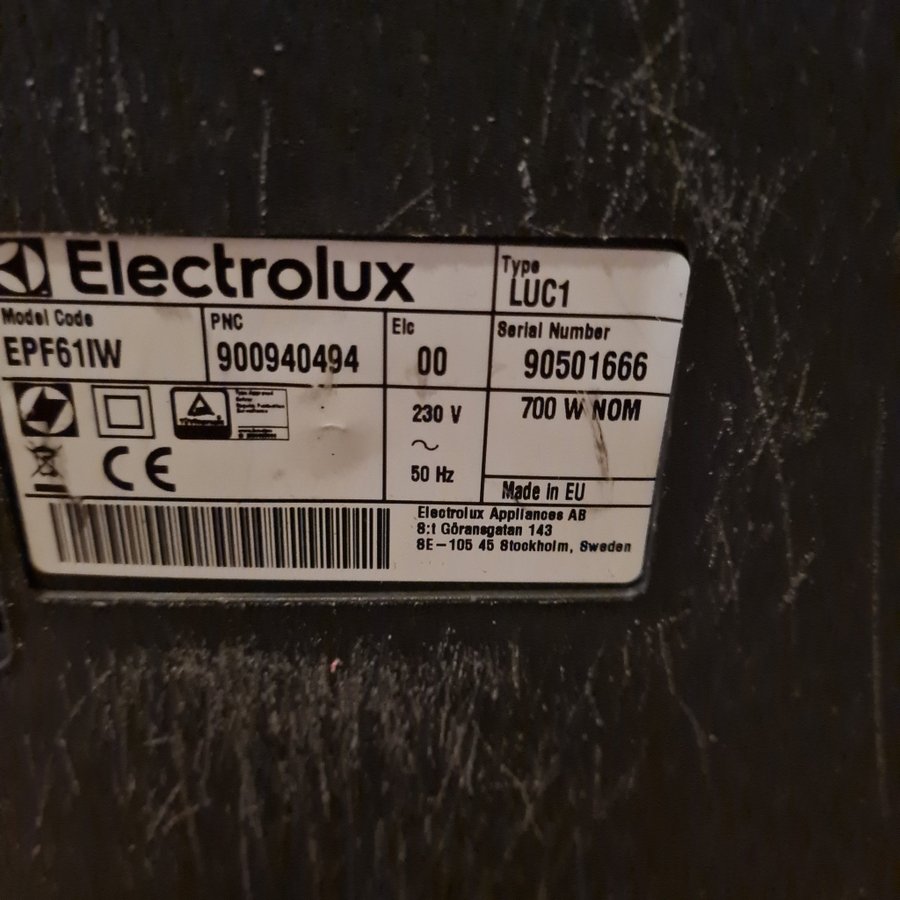 Electrolux
Type
LUC1
Model Code
EPF61IW
PNC
900940494
Elc
00
Serial Number
90501666
230 V
~
50 Hz
700 W NOM
CE
Made in EU
Electrolux Appliances AB
S:t Göransgatan 143
SE-105 45 Stockholm, Sweden